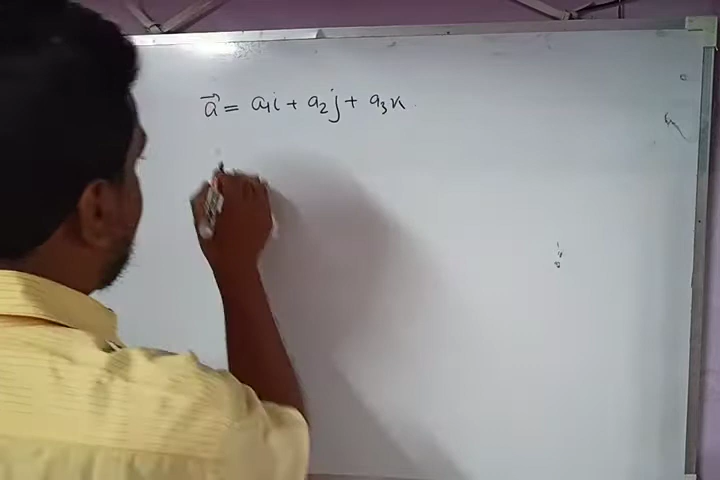 a⃗ = a₁i + a₂j + a₃k